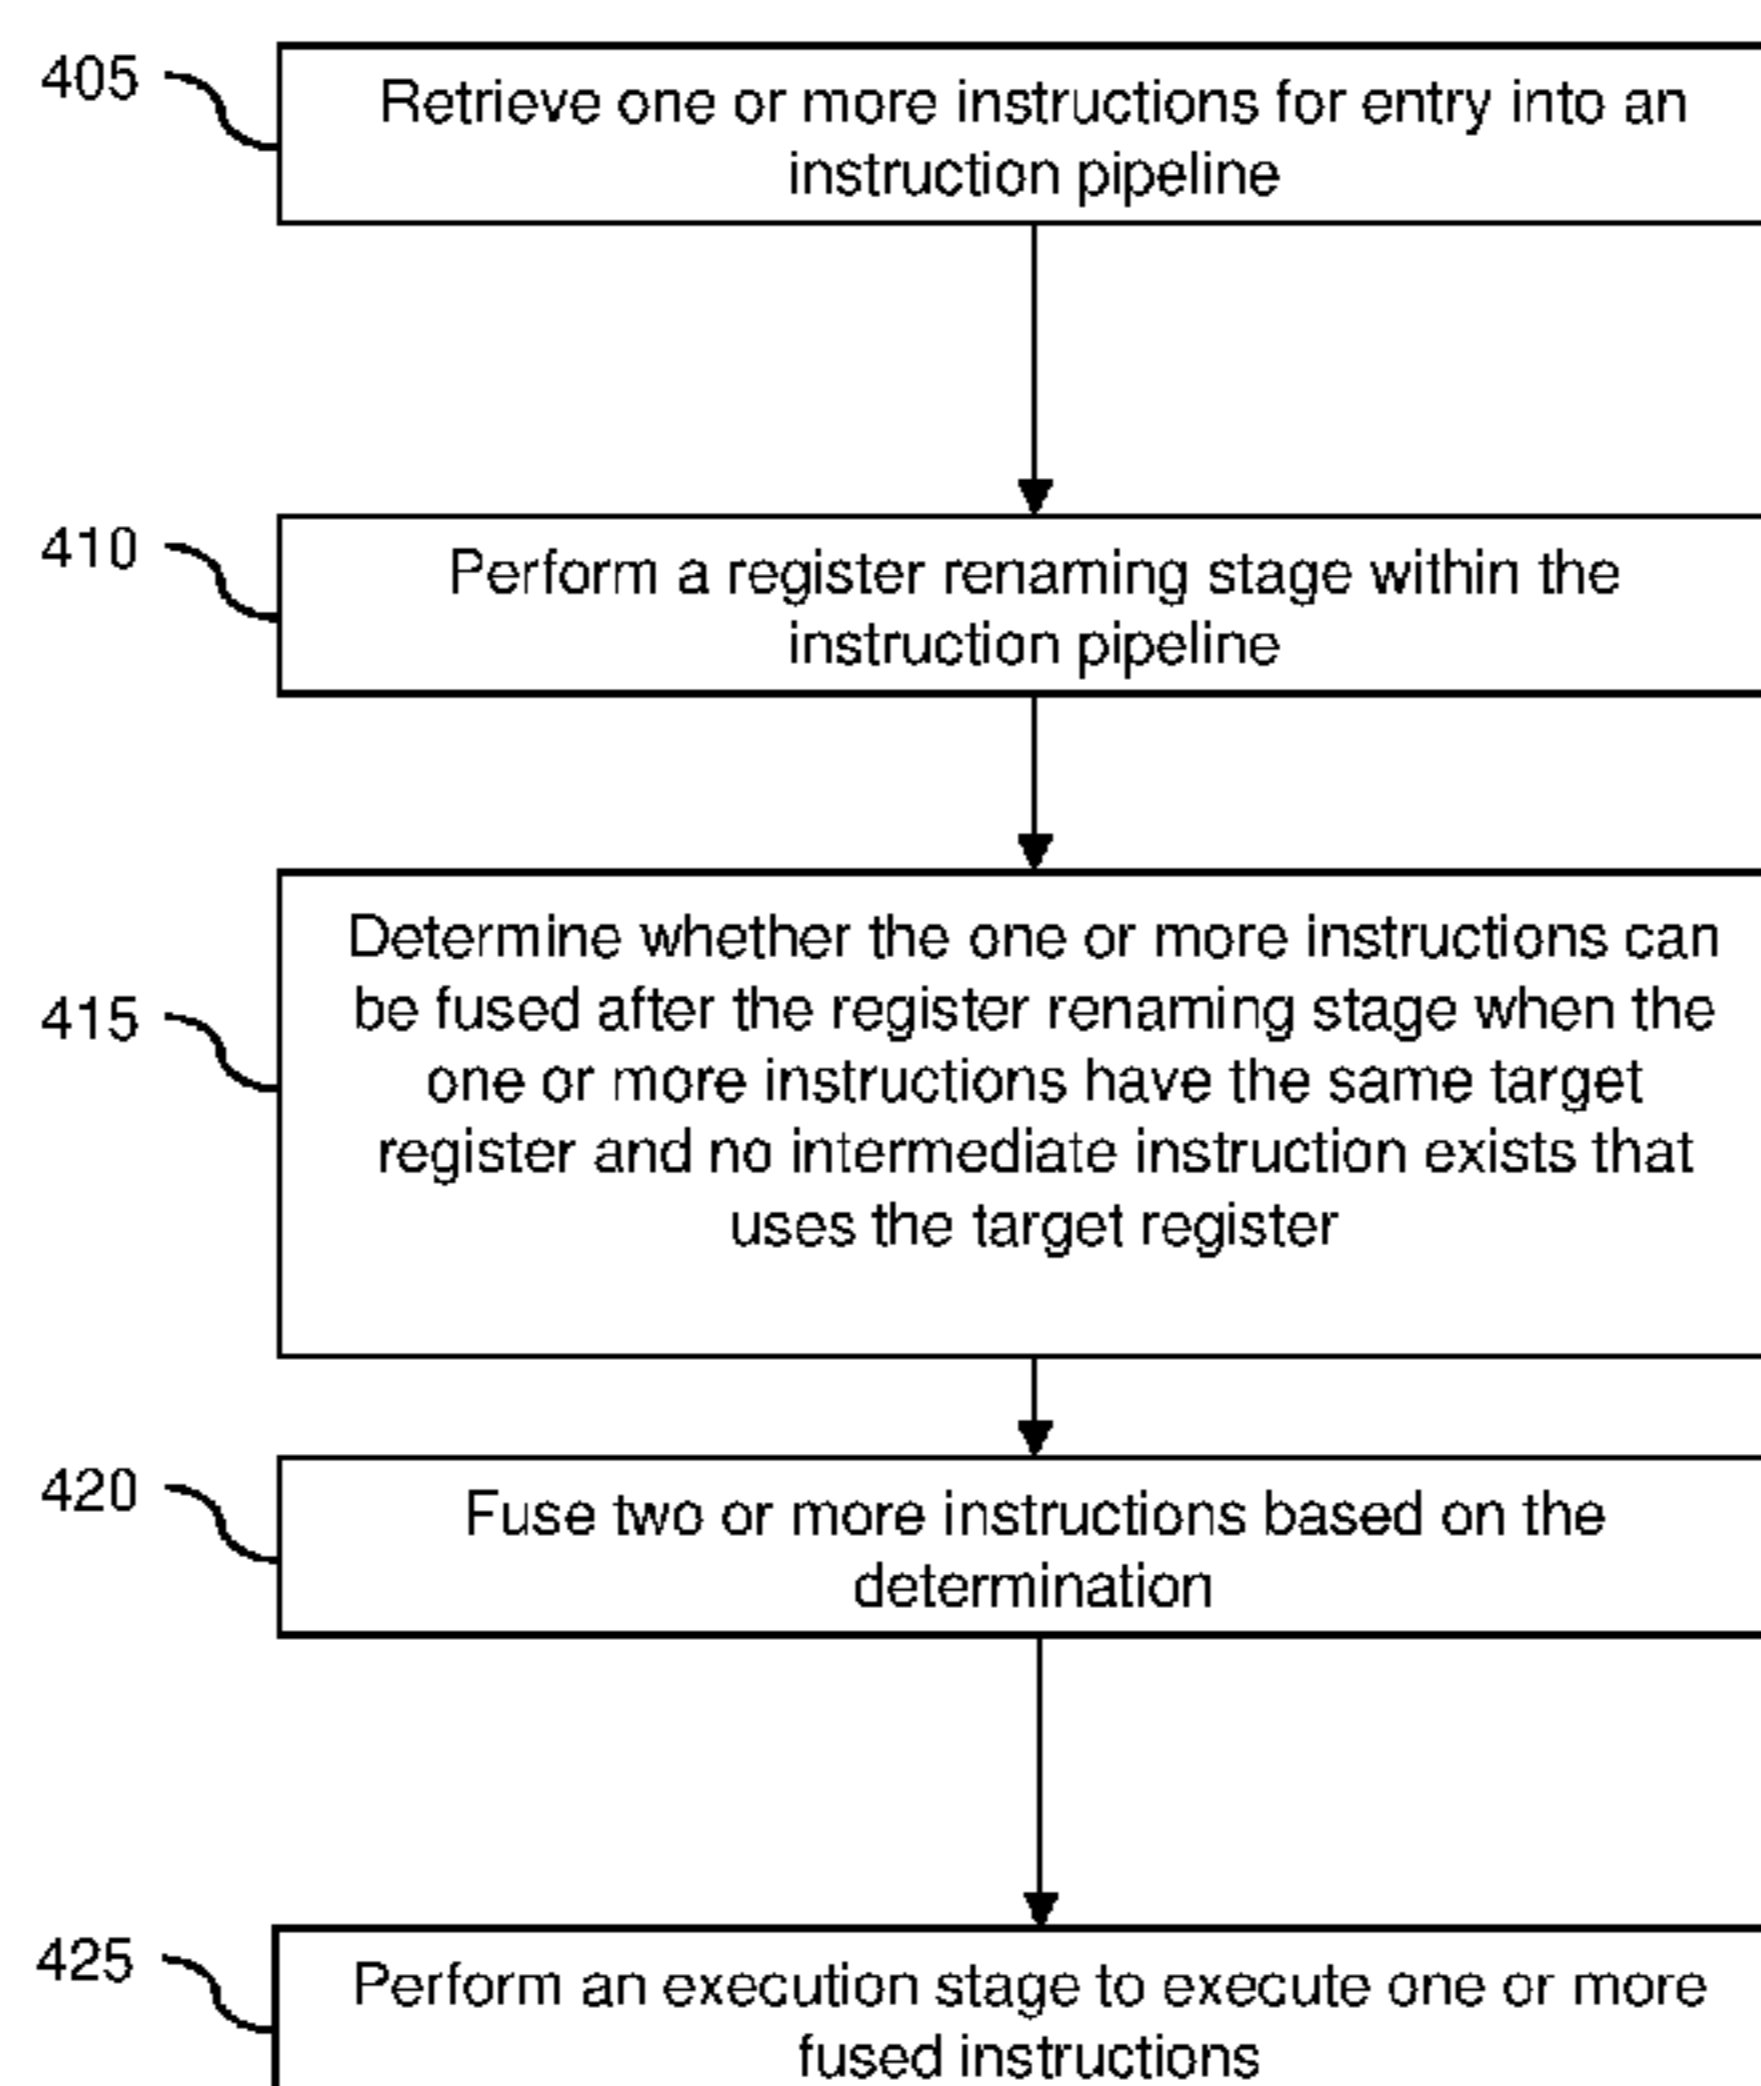 405
Retrieve one or more instructions for entry into an
instruction pipeline
410
Perform a register renaming stage within the
instruction pipeline
415
Determine whether the one or more instructions can
be fused after the register renaming stage when the
one or more instructions have the same target
register and no intermediate instruction exists that
uses the target register
420
Fuse two or more instructions based on the
determination
425
Perform an execution stage to execute one or more
fused instructions